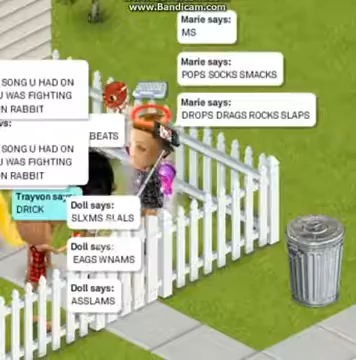 www.Bandicam.com
Marie says:
MS
Marie says:
POPS SOCKS SMACKS
Marie says:
DROPS DRAGS ROCKS SLAPS
SONG U HAD ON
U WAS FIGHTING
N RABBIT
BEATS
SONG U HAD ON
U WAS FIGHTING
N RABBIT
Trayvon says:
DRICK
Doll says:
SLXMS SLALS
Doll says:
EAGS WNAMS
Doll says:
ASSLAMS